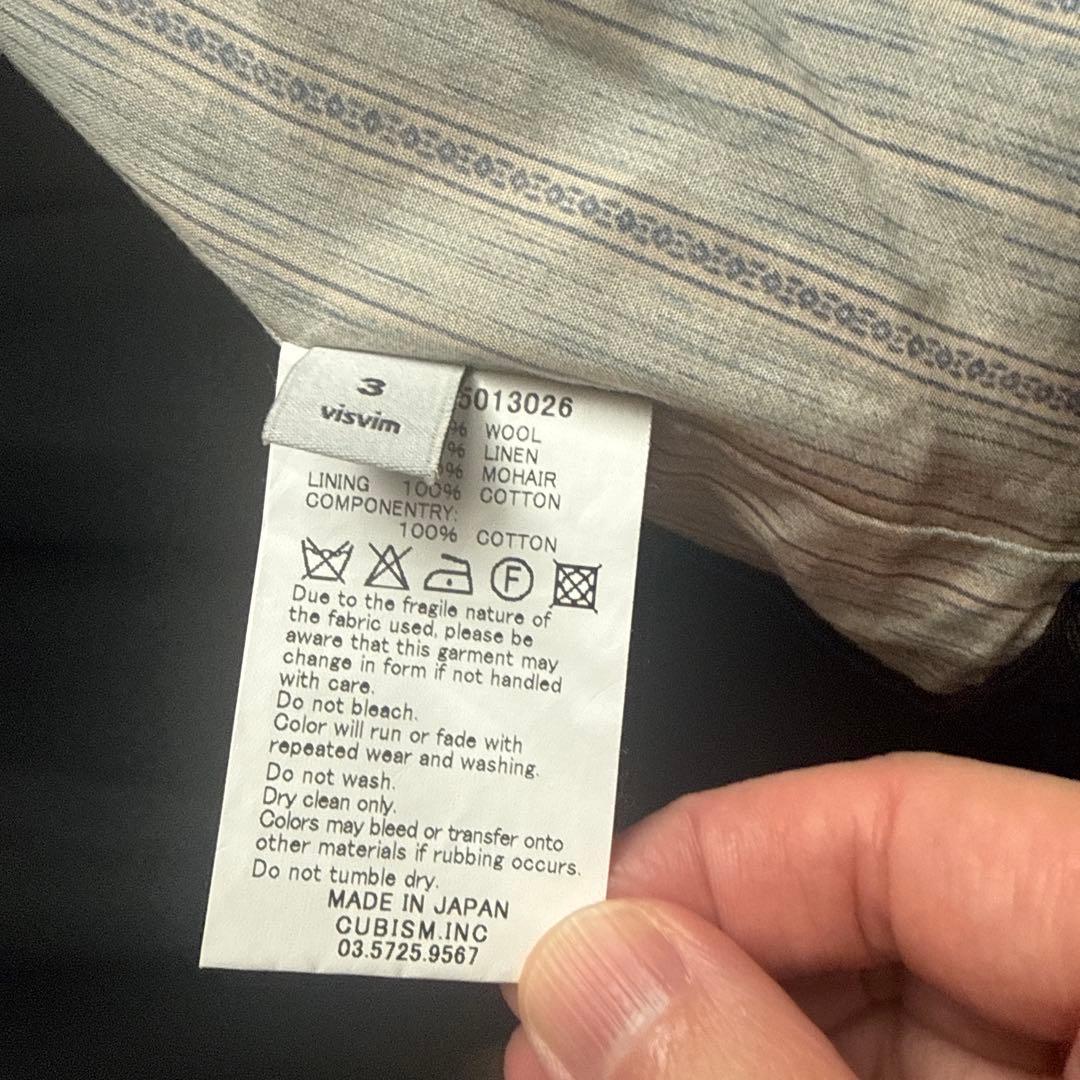 3
visvim
5013026
% WOOL
% LINEN
% MOHAIR
LINING 100% COTTON
COMPONENTRY:
100% COTTON
F
Due to the fragile nature of
the fabric used, please be
aware that this garment may
change in form if not handled
with care.
Do not bleach.
Color will run or fade with
repeated wear and washing.
Do not wash.
Dry clean only.
Colors may bleed or transfer onto
other materials if rubbing occurs.
Do not tumble dry.
MADE IN JAPAN
CUBISM.INC
03.5725.9567